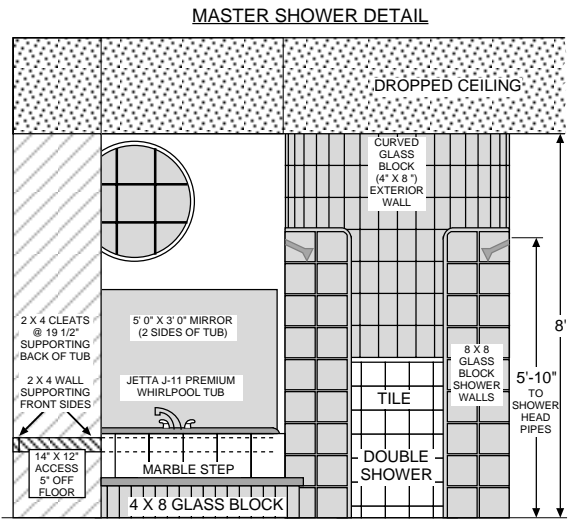 MASTER SHOWER DETAIL
DROPPED CEILING
CURVED
GLASS
BLOCK
(4" X 8 ")
EXTERIOR
WALL
2 X 4 CLEATS
@ 19 1/2"
SUPPORTING
BACK OF TUB
5' 0" X 3' 0" MIRROR
(2 SIDES OF TUB)
8'
8 X 8
GLASS
BLOCK
SHOWER
WALLS
5'-10"
TO
SHOWER
HEAD
PIPES
2 X 4 WALL
SUPPORTING
FRONT SIDES
JETTA J-11 PREMIUM
WHIRLPOOL TUB
TILE
14" X 12"
ACCESS
5" OFF
FLOOR
MARBLE STEP
DOUBLE
SHOWER
4 X 8 GLASS BLOCK